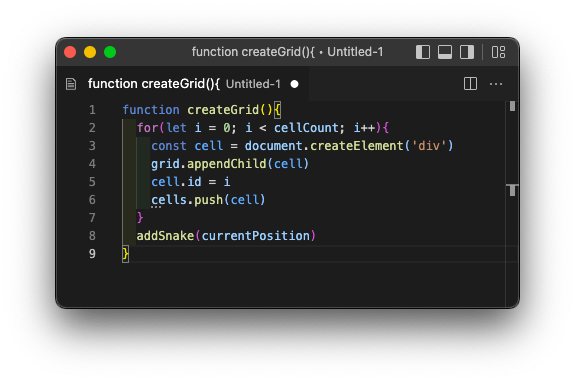 function createGrid(){ • Untitled-1
function createGrid(){ Untitled-1 ●
1 function createGrid(){
2   for(let i = 0; i < cellCount; i++){
3     const cell = document.createElement('div')
4     grid.appendChild(cell)
5     cell.id = i
6     cells.push(cell)
7   }
8   addSnake(currentPosition)
9 }